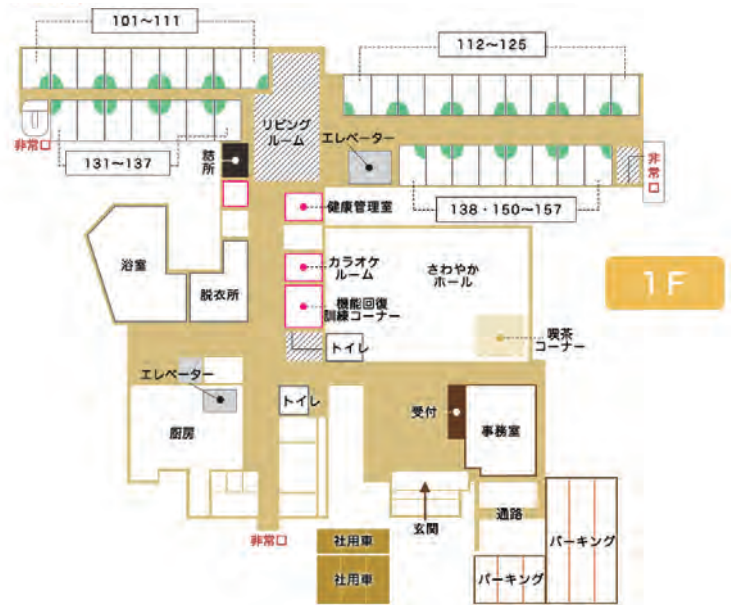 101～111
112～125
リビング
ルーム
エレベーター
非常口
131～137
詰所
非常口
138・150～157
健康管理室
浴室
脱衣所
カラオケ
ルーム
さわやか
ホール
1F
機能回復
訓練コーナー
トイレ
喫茶
コーナー
エレベーター
トイレ
受付
事務室
厨房
玄関
通路
非常口
社用車
社用車
パーキング
パーキング